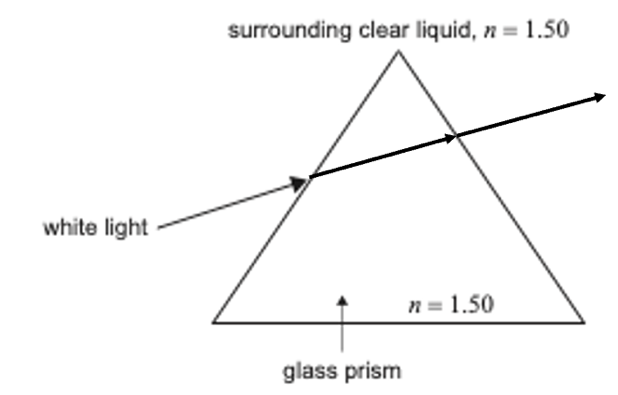 surrounding clear liquid, n = 1.50
white light
n = 1.50
glass prism